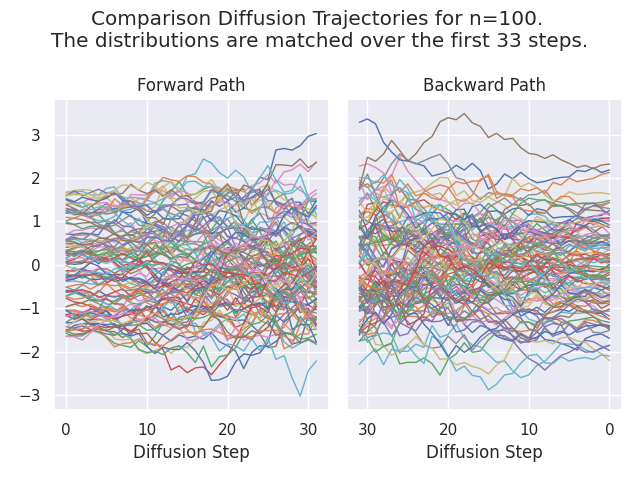 Comparison Diffusion Trajectories for n=100.
The distributions are matched over the first 33 steps.
Forward Path
Backward Path
3
2
1
0
−1
−2
−3
0
10
20
30
30
20
10
0
Diffusion Step
Diffusion Step